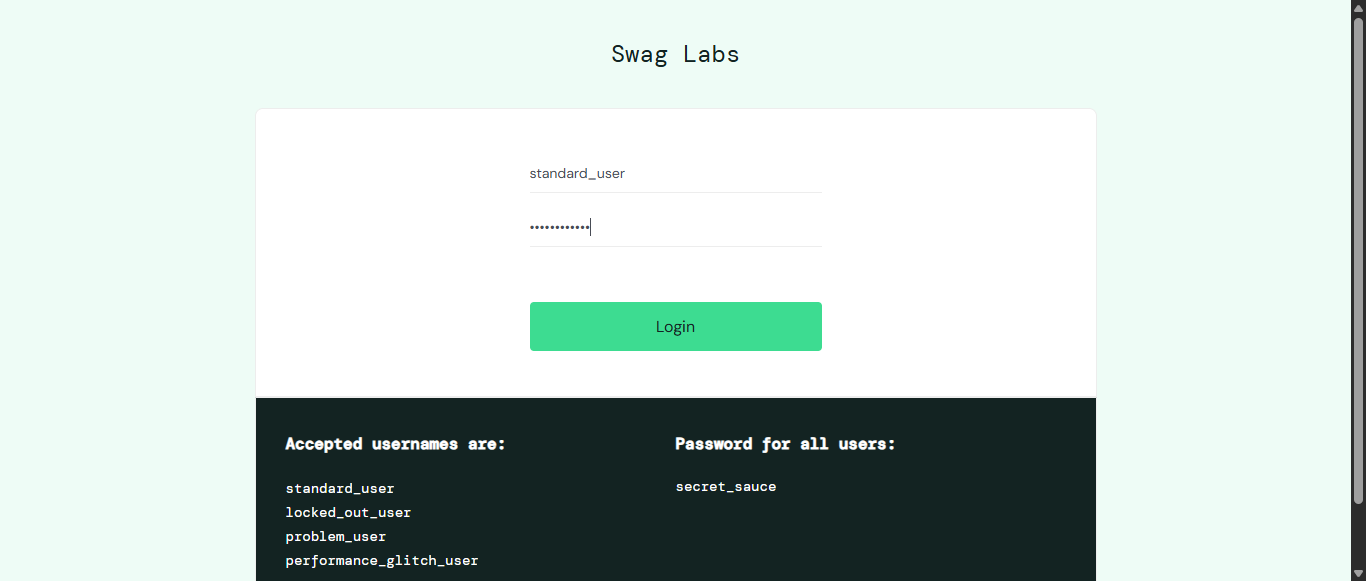 Swag Labs
standard_user
••••••••••••
Login
Accepted usernames are:
standard_user
locked_out_user
problem_user
performance_glitch_user
Password for all users:
secret_sauce